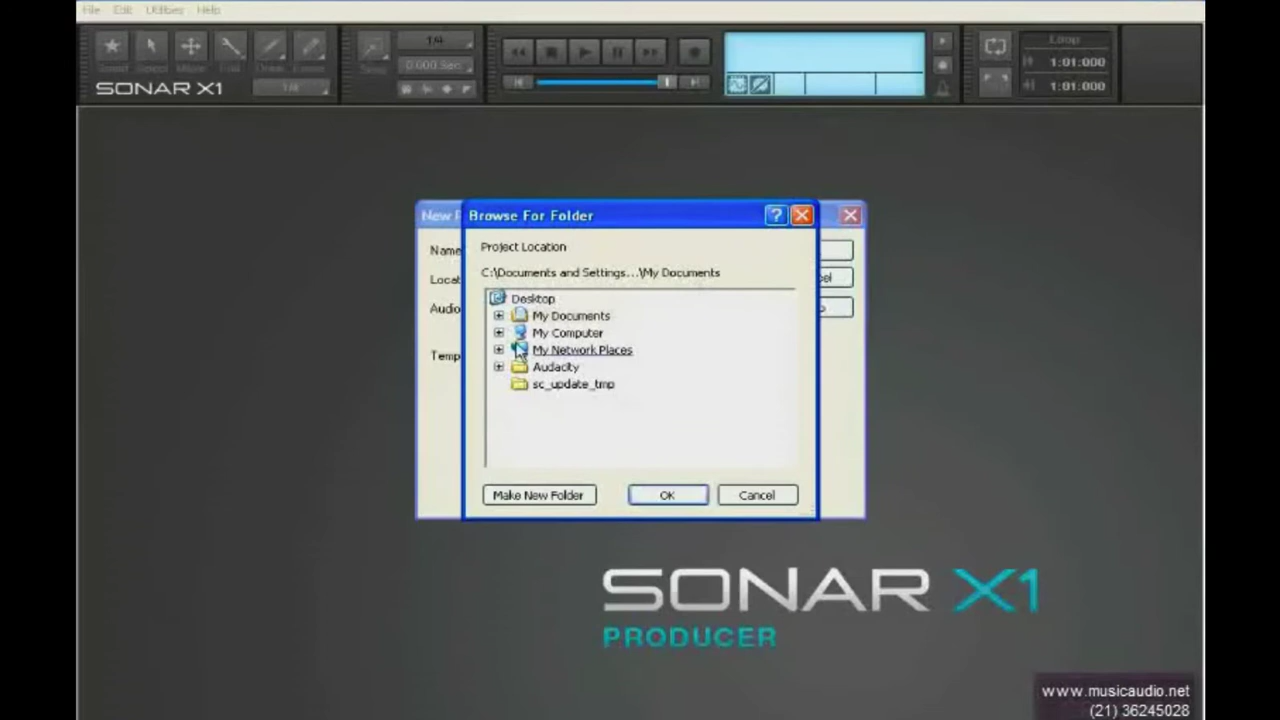 File Edit Utilities Help
1/4
0.000 Sec
SONAR X1
1/4
Loop
1:01.000
1:01.000
New
Browse For Folder
Project Location
C:\Documents and Settings...\My Documents
Name
Locat
Audio
Temp
Desktop
My Documents
My Computer
My Network Places
Audacity
sc_update_tmp
Make New Folder
OK
Cancel
SONAR X1
PRODUCER
www.musicaudio.net
(21) 36245028